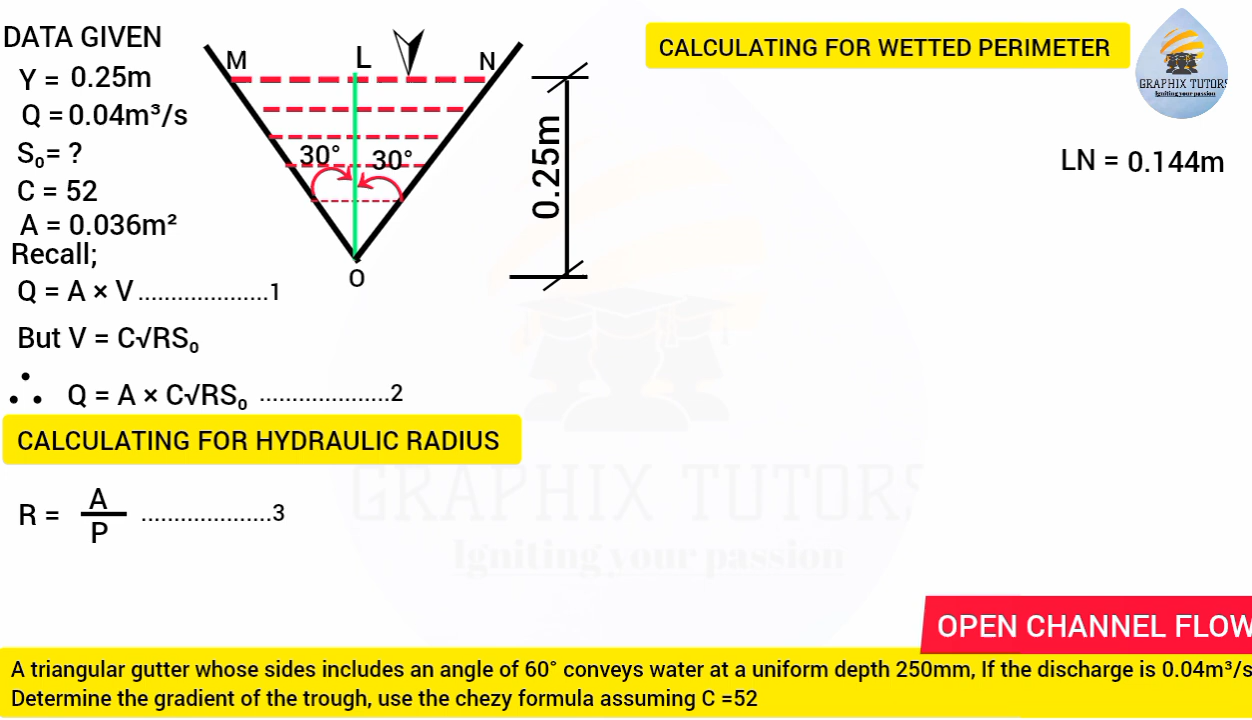 DATA GIVEN
Y = 0.25m
Q = 0.04m³/s
S₀= ?
C = 52
A = 0.036m²
Recall;
Q = A × V ....................1
But V = C√RS₀
∴ Q = A × C√RS₀ ....................2
CALCULATING FOR HYDRAULIC RADIUS
R = A/P ....................3
M
L
N
30°
30°
O
0.25m
CALCULATING FOR WETTED PERIMETER
GRAPHIX TUTORS
Igniting your passion
LN = 0.144m
GRAPHIX TUTORS
Igniting your passion
OPEN CHANNEL FLOW
A triangular gutter whose sides includes an angle of 60° conveys water at a uniform depth 250mm, If the discharge is 0.04m³/s
Determine the gradient of the trough, use the chezy formula assuming C =52